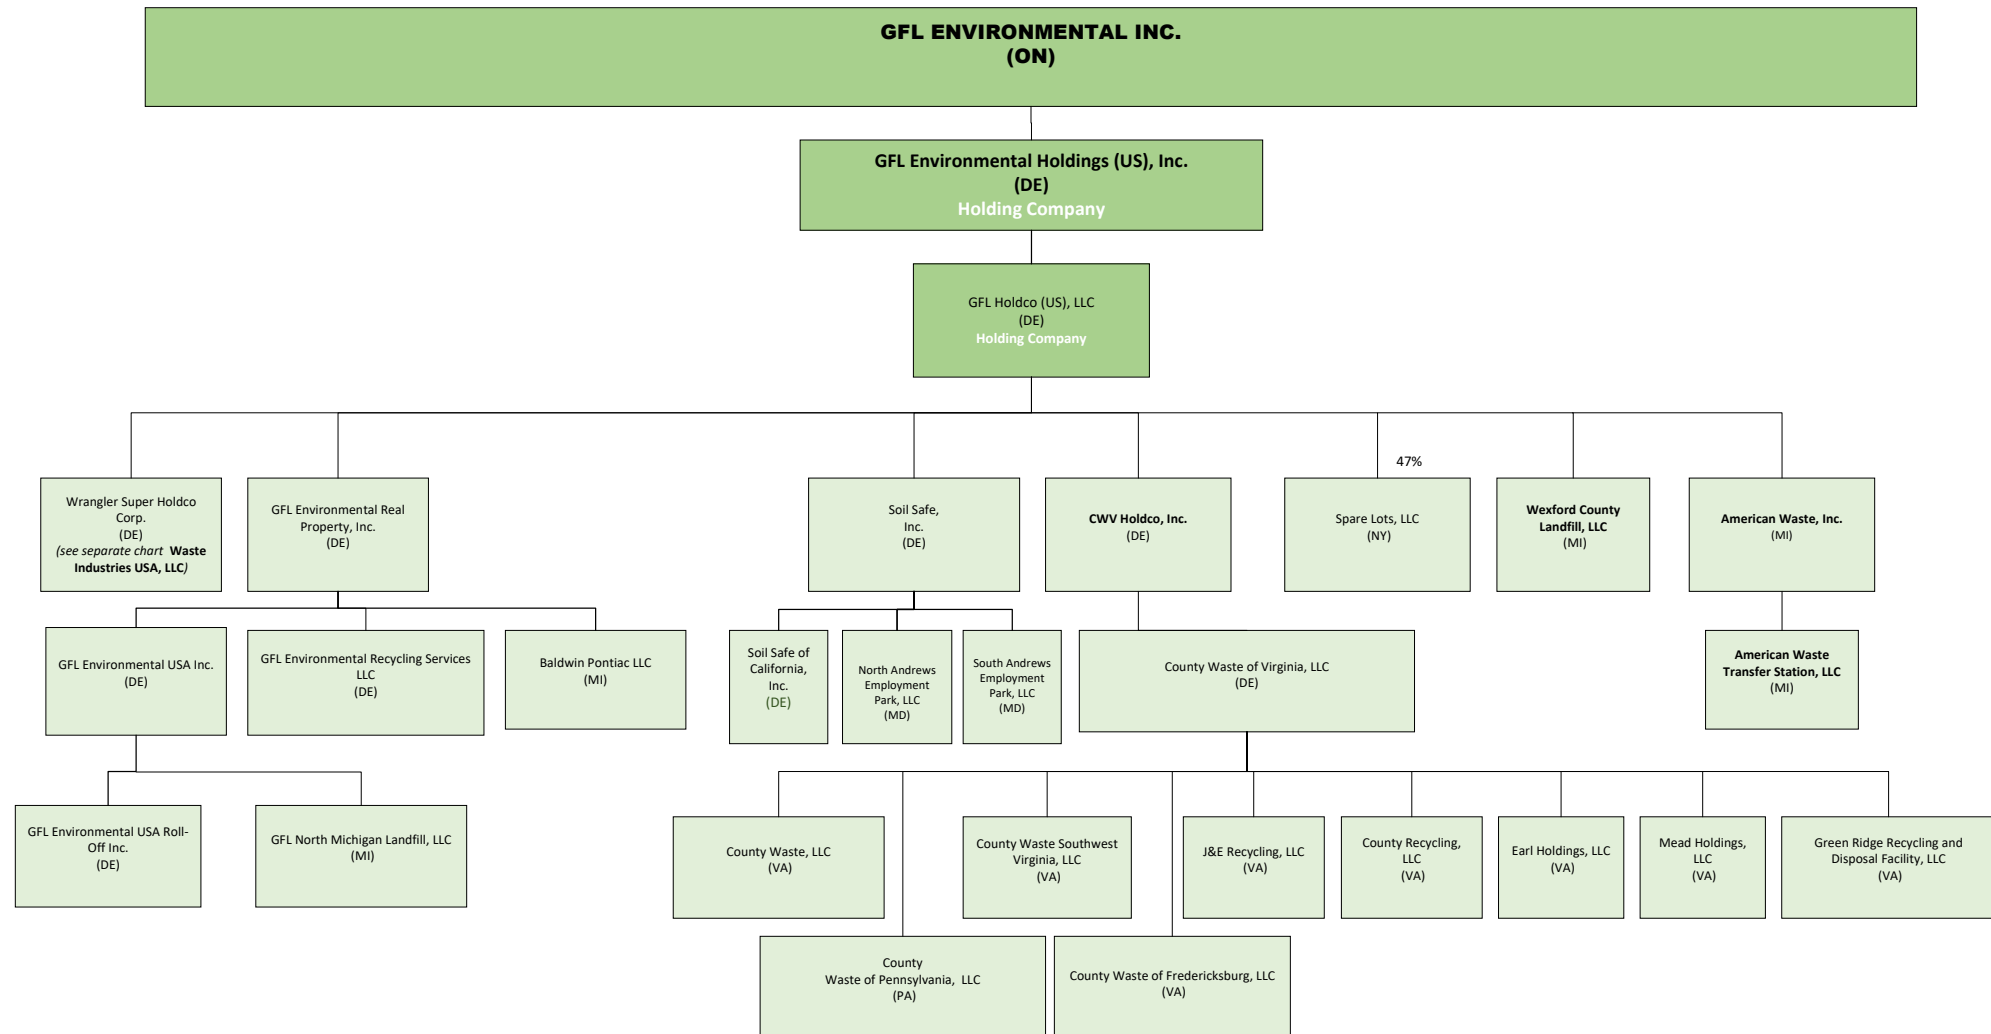 GFL ENVIRONMENTAL INC.
(ON)
GFL Environmental Holdings (US), Inc.
(DE)
Holding Company
GFL Holdco (US), LLC
(DE)
Holding Company
47%
Wrangler Super Holdco
Corp.
(DE)
(see separate chart Waste
Industries USA, LLC)
GFL Environmental Real
Property, Inc.
(DE)
Soil Safe,
Inc.
(DE)
CWV Holdco, Inc.
(DE)
Spare Lots, LLC
(NY)
Wexford County
Landfill, LLC
(MI)
American Waste, Inc.
(MI)
GFL Environmental USA Inc.
(DE)
GFL Environmental Recycling Services
LLC
(DE)
Baldwin Pontiac LLC
(MI)
Soil Safe of
California,
Inc.
(DE)
North Andrews
Employment
Park, LLC
(MD)
South Andrews
Employment
Park, LLC
(MD)
County Waste of Virginia, LLC
(DE)
American Waste
Transfer Station, LLC
(MI)
GFL Environmental USA Roll-
Off Inc.
(DE)
GFL North Michigan Landfill, LLC
(MI)
County Waste, LLC
(VA)
County Waste Southwest
Virginia, LLC
(VA)
J&E Recycling, LLC
(VA)
County Recycling,
LLC
(VA)
Earl Holdings, LLC
(VA)
Mead Holdings,
LLC
(VA)
Green Ridge Recycling and
Disposal Facility, LLC
(VA)
County
Waste of Pennsylvania, LLC
(PA)
County Waste of Fredericksburg, LLC
(VA)